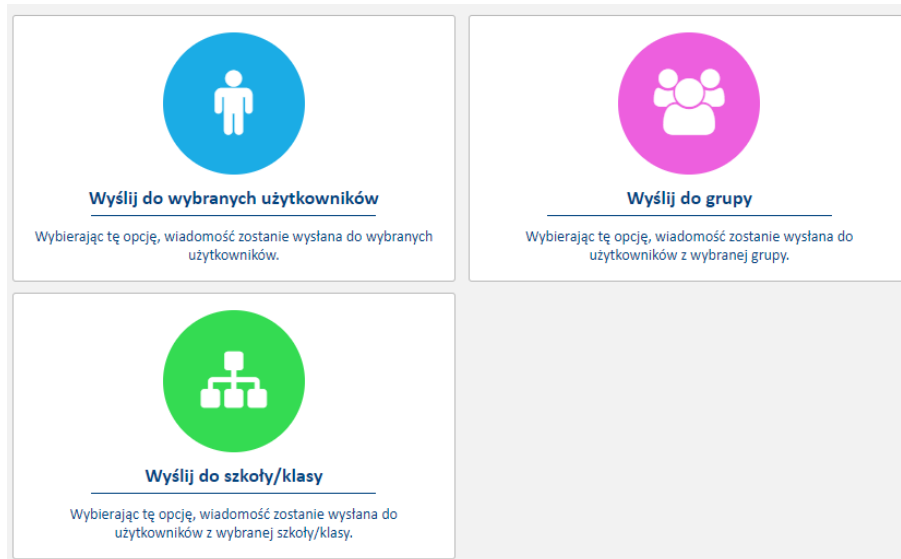 Wyślij do wybranych użytkowników
Wybierając tę opcję, wiadomość zostanie wysłana do wybranych
użytkowników.
Wyślij do grupy
Wybierając tę opcję, wiadomość zostanie wysłana do
użytkowników z wybranej grupy.
Wyślij do szkoły/klasy
Wybierając tę opcję, wiadomość zostanie wysłana do
użytkowników z wybranej szkoły/klasy.